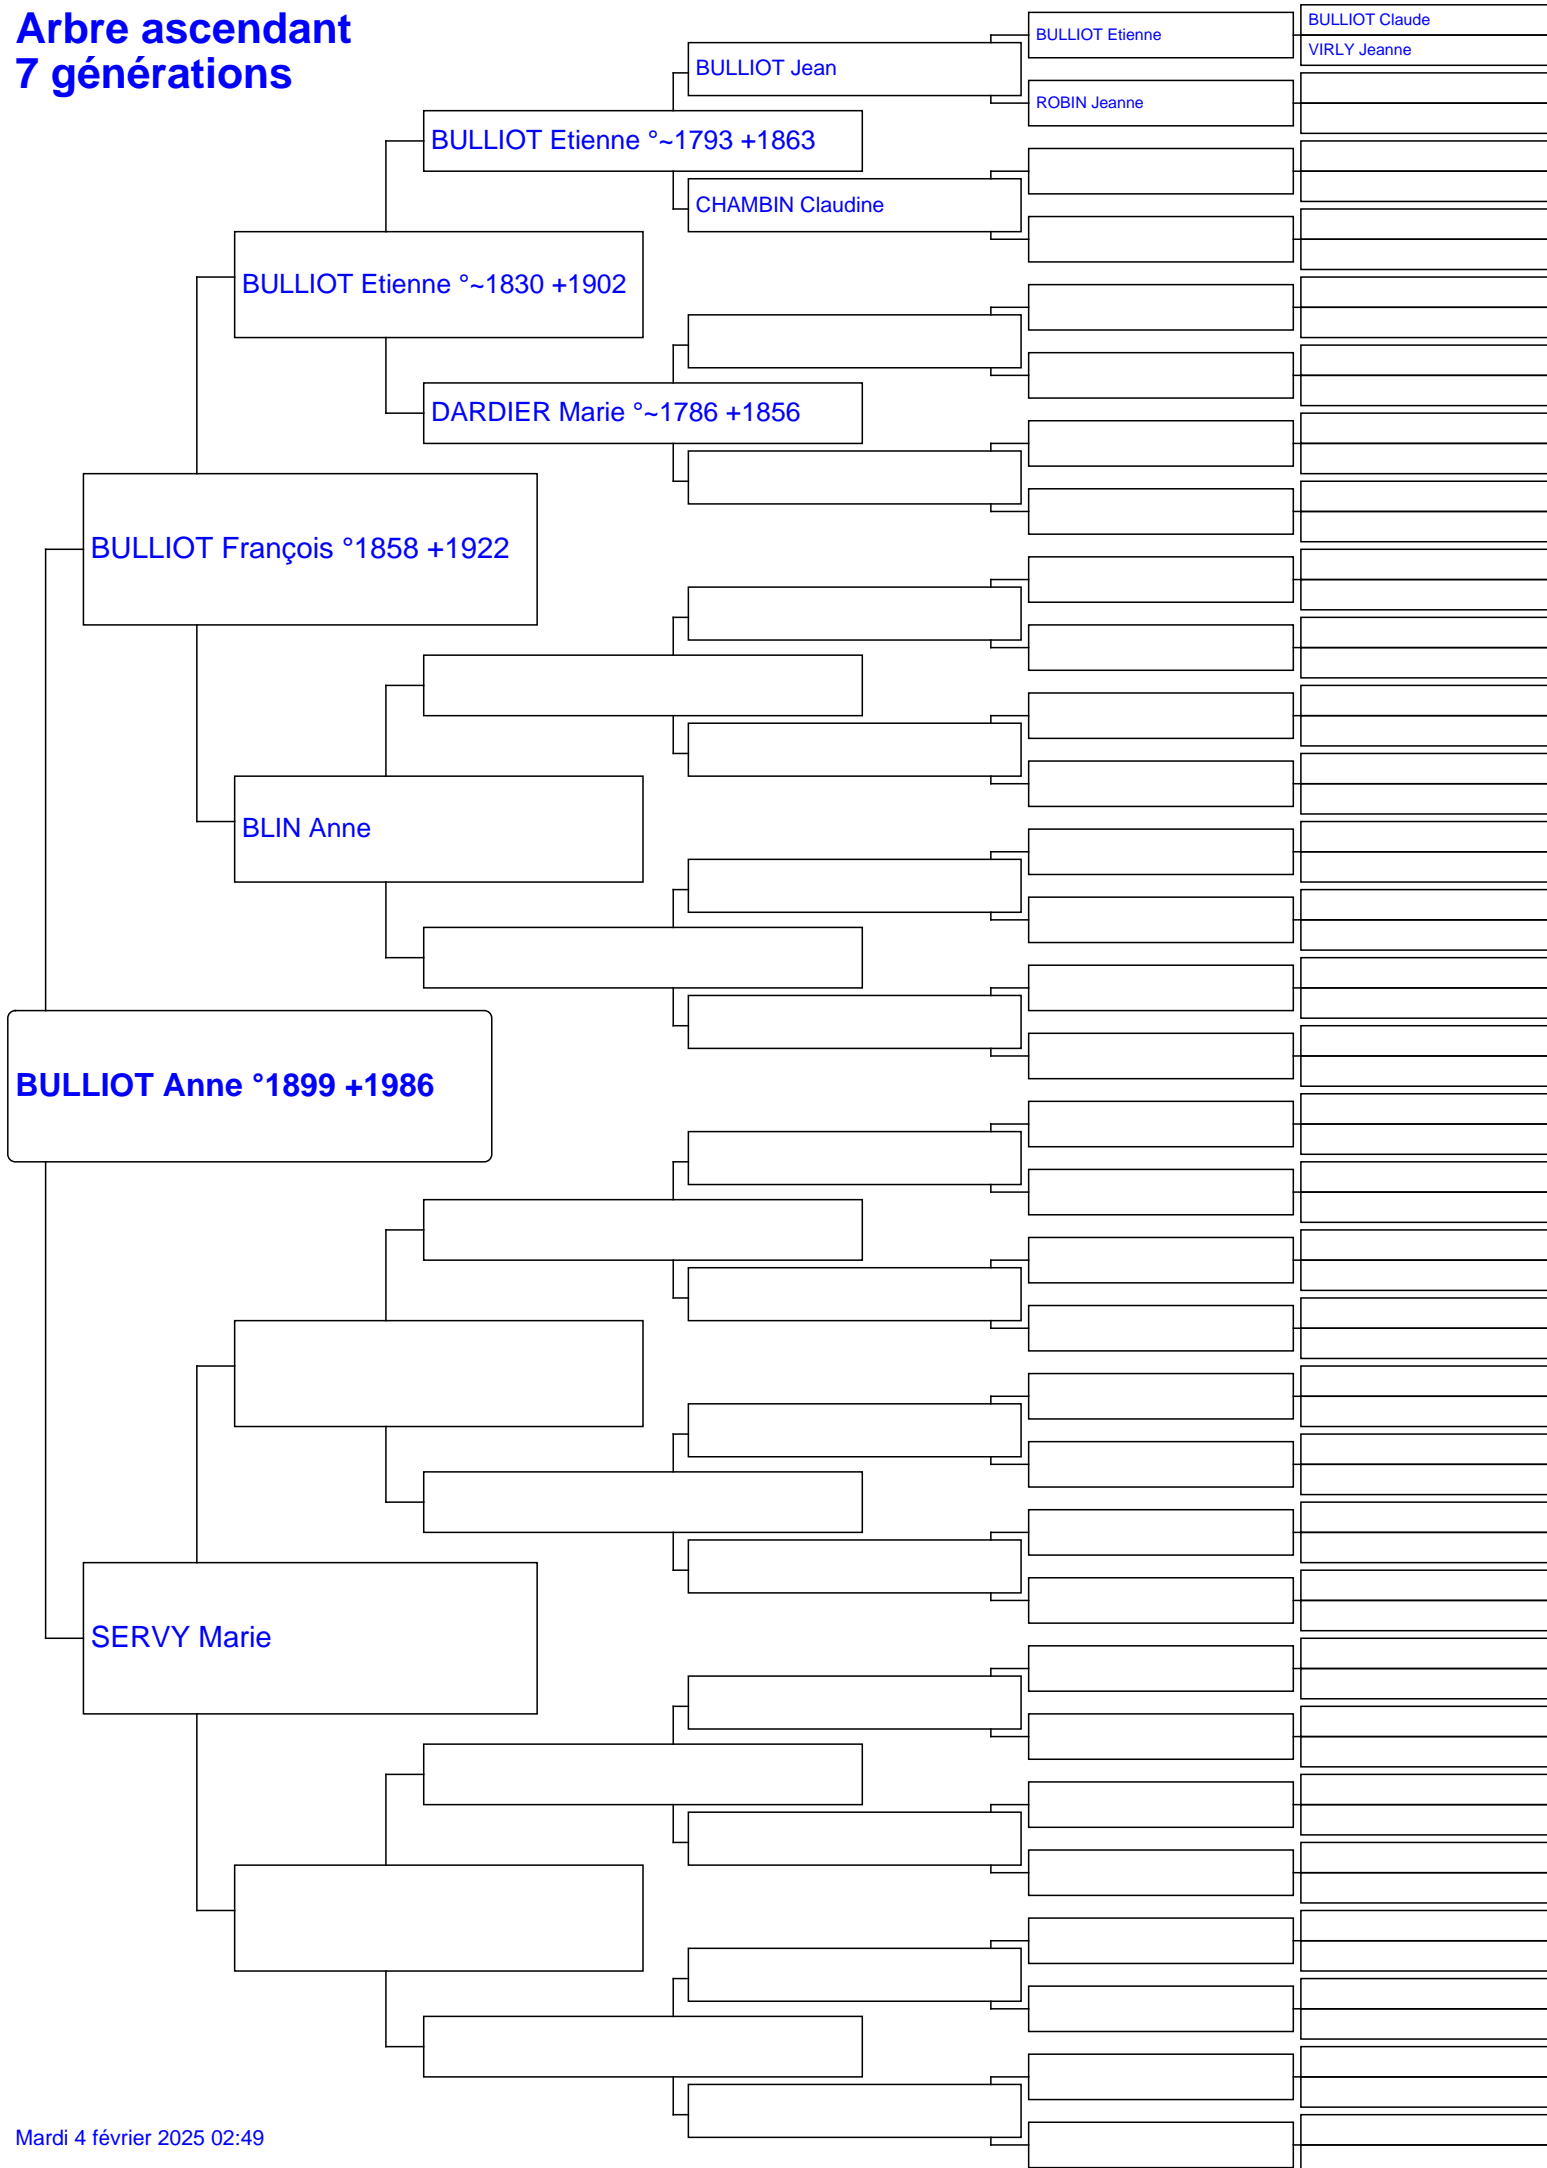 Arbre ascendant
7 générations
BULLIOT Claude
BULLIOT Etienne
VIRLY Jeanne
BULLIOT Jean
ROBIN Jeanne
BULLIOT Etienne °~1793 +1863
CHAMBIN Claudine
BULLIOT Etienne °~1830 +1902
DARDIER Marie °~1786 +1856
BULLIOT François °1858 +1922
BLIN Anne
BULLIOT Anne °1899 +1986
SERVY Marie
Mardi 4 février 2025 02:49